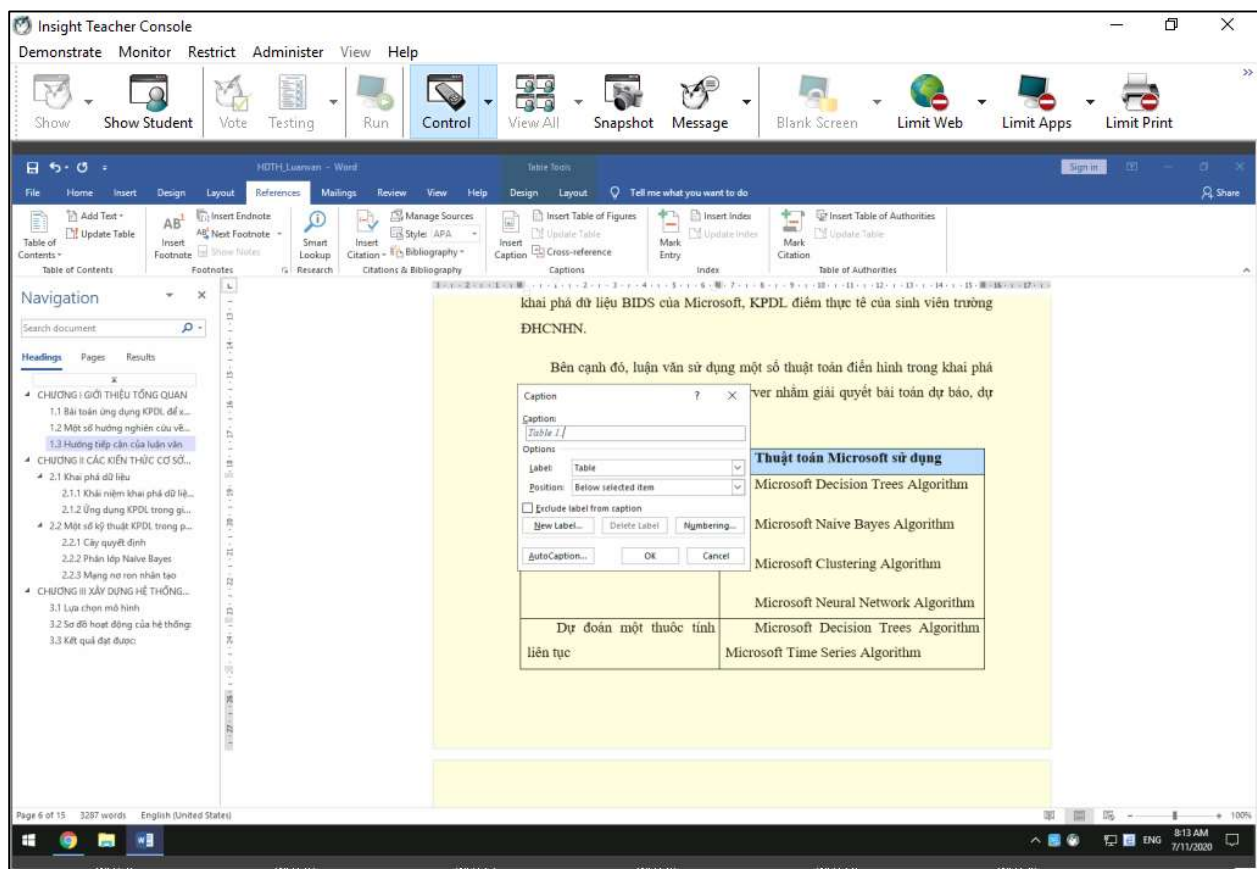 Insight Teacher Console
Demonstrate Monitor Restrict Administer View Help
Show Show Student Vote Testing Run Control View All Snapshot Message Blank Screen Limit Web Limit Apps Limit Print
HDTH_Luanvan - Word Table Tools Sign in
File Home Insert Design Layout References Mailings Review View Help Design Layout Tell me what you want to do Share
Table of Contents
Add Text
Update Table
Table of Contents
AB1 Insert Footnote
Insert Endnote
Next Footnote
Show Notes
Footnotes
Smart Lookup
Research
Insert Citation
Manage Sources
Style: APA
Bibliography
Citations & Bibliography
Insert Caption
Insert Table of Figures
Update Table
Cross-reference
Captions
Mark Entry
Insert Index
Update Index
Index
Mark Citation
Insert Table of Authorities
Update Table
Table of Authorities
Navigation
Search document
Headings Pages Results
CHƯƠNG I GIỚI THIỆU TỔNG QUAN
1.1 Bài toán ứng dụng KPDL để x...
1.2 Một số hướng nghiên cứu về...
1.3 Hướng tiếp cận của luận văn
CHƯƠNG II CÁC KIẾN THỨC CƠ SỞ...
2.1 Khai phá dữ liệu
2.1.1 Khái niệm khai phá dữ liệ...
2.1.2 Ứng dụng KPDL trong gi...
2.2 Một số kỹ thuật KPDL trong p...
2.2.1 Cây quyết định
2.2.2 Phân lớp Naïve Bayes
2.2.3 Mạng nơ ron nhân tạo
CHƯƠNG III XÂY DỰNG HỆ THỐNG...
3.1 Lựa chọn mô hình
3.2 Sơ đồ hoạt động của hệ thống:
3.3 Kết quả đạt được:
khai phá dữ liệu BIDS của Microsoft, KPDL điểm thực tế của sinh viên trường
ĐHCNHN.
Bên cạnh đó, luận văn sử dụng một số thuật toán điển hình trong khai phá
ver nhằm giải quyết bài toán dự báo, dự
Caption ? ×
Caption:
Table 1.
Options
Label: Table
Position: Below selected item
Exclude label from caption
New Label... Delete Label Numbering...
AutoCaption... OK Cancel
Thuật toán Microsoft sử dụng
Microsoft Decision Trees Algorithm
Microsoft Naive Bayes Algorithm
Microsoft Clustering Algorithm
Microsoft Neural Network Algorithm
Dự đoán một thuộc tính
liên tục
Microsoft Decision Trees Algorithm
Microsoft Time Series Algorithm
Page 6 of 15 3287 words English (United States) 100%
ENG 8:13 AM
7/11/2020